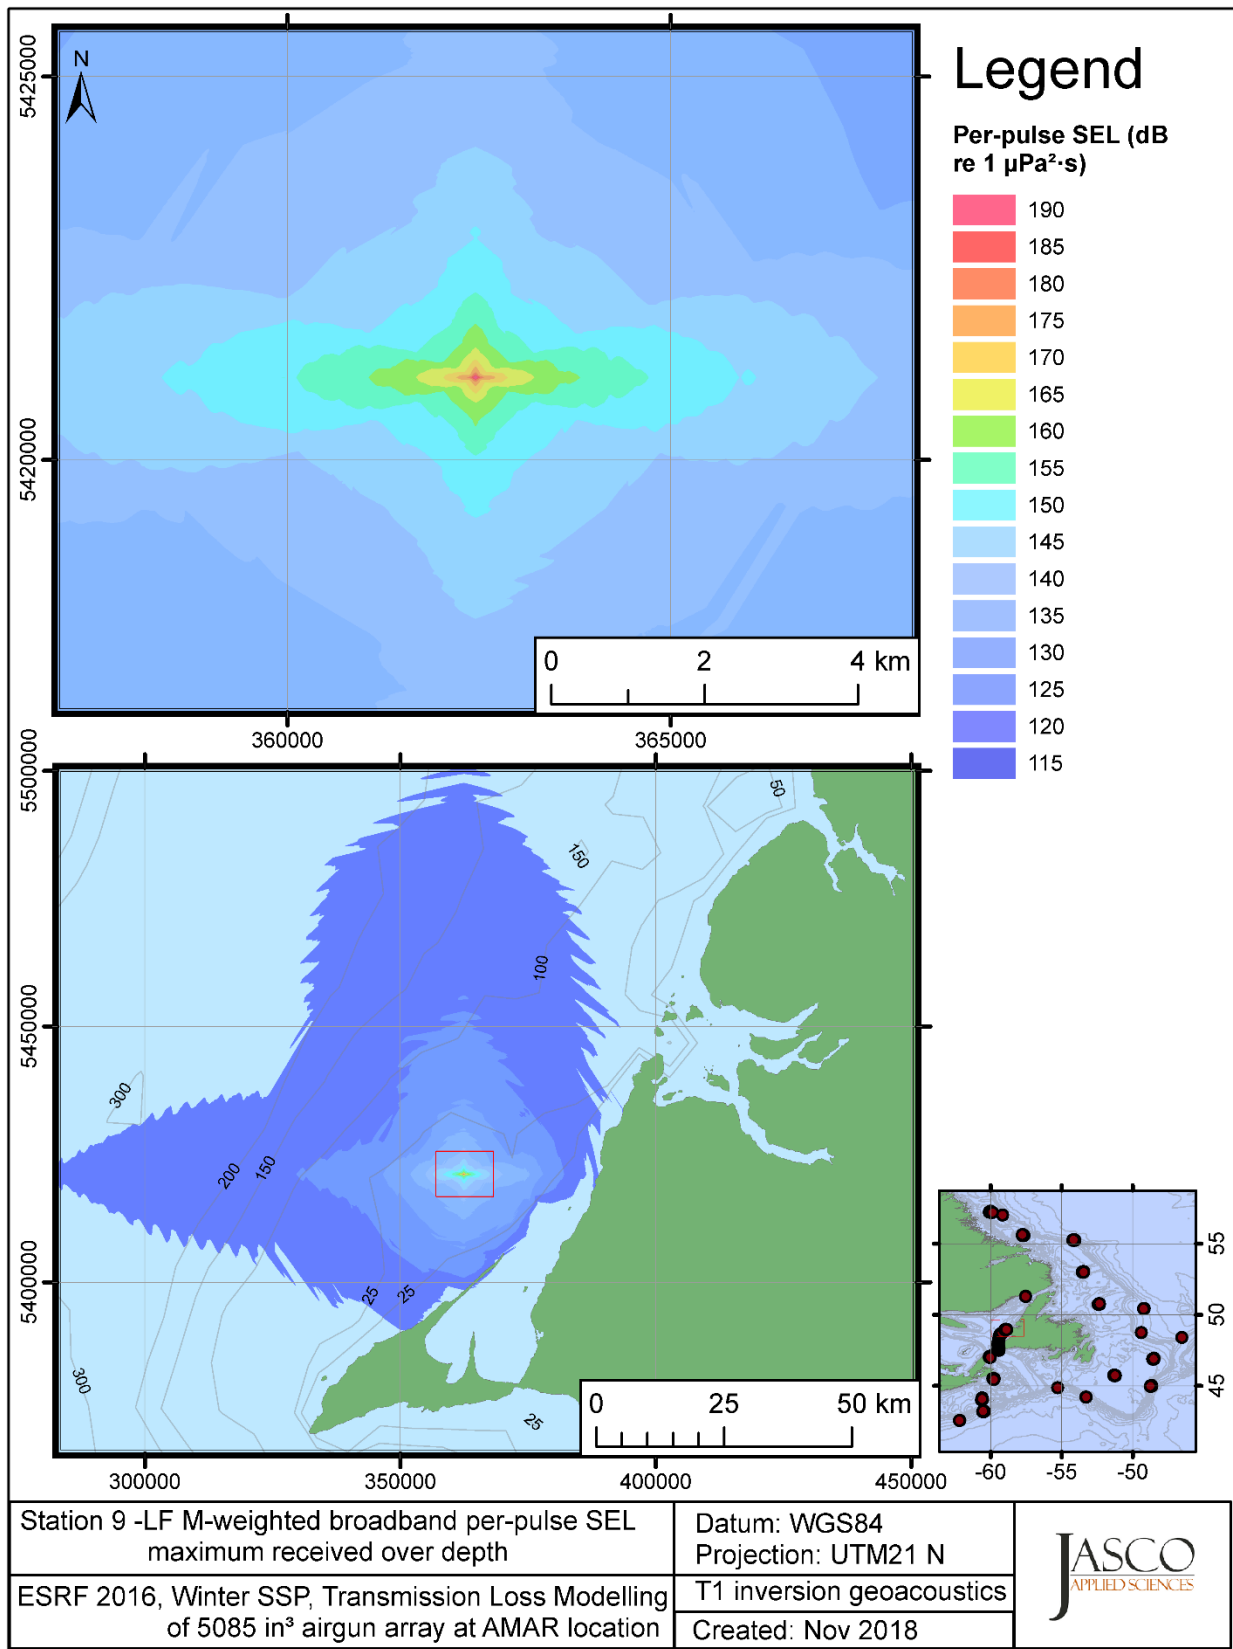 N
5425000
5420000
0 2 4 km
360000 365000
Legend
Per-pulse SEL (dB
re 1 µPa²·s)
190
185
180
175
170
165
160
155
150
145
140
135
130
125
120
115
5500000
5450000
5400000
50
150
100
300
200
150
25
25
300
25
0 25 50 km
300000 350000 400000 450000
55
50
45
-60 -55 -50
Station 9 -LF M-weighted broadband per-pulse SEL
maximum received over depth
ESRF 2016, Winter SSP, Transmission Loss Modelling
of 5085 in³ airgun array at AMAR location
Datum: WGS84
Projection: UTM21 N
T1 inversion geoacoustics
Created: Nov 2018
JASCO
APPLIED SCIENCES